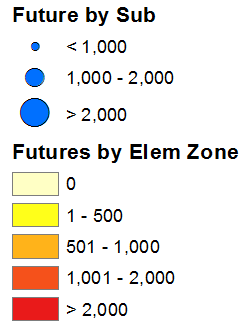 Future by Sub
< 1,000
1,000 - 2,000
> 2,000
Futures by Elem Zone
0
1 - 500
501 - 1,000
1,001 - 2,000
> 2,000